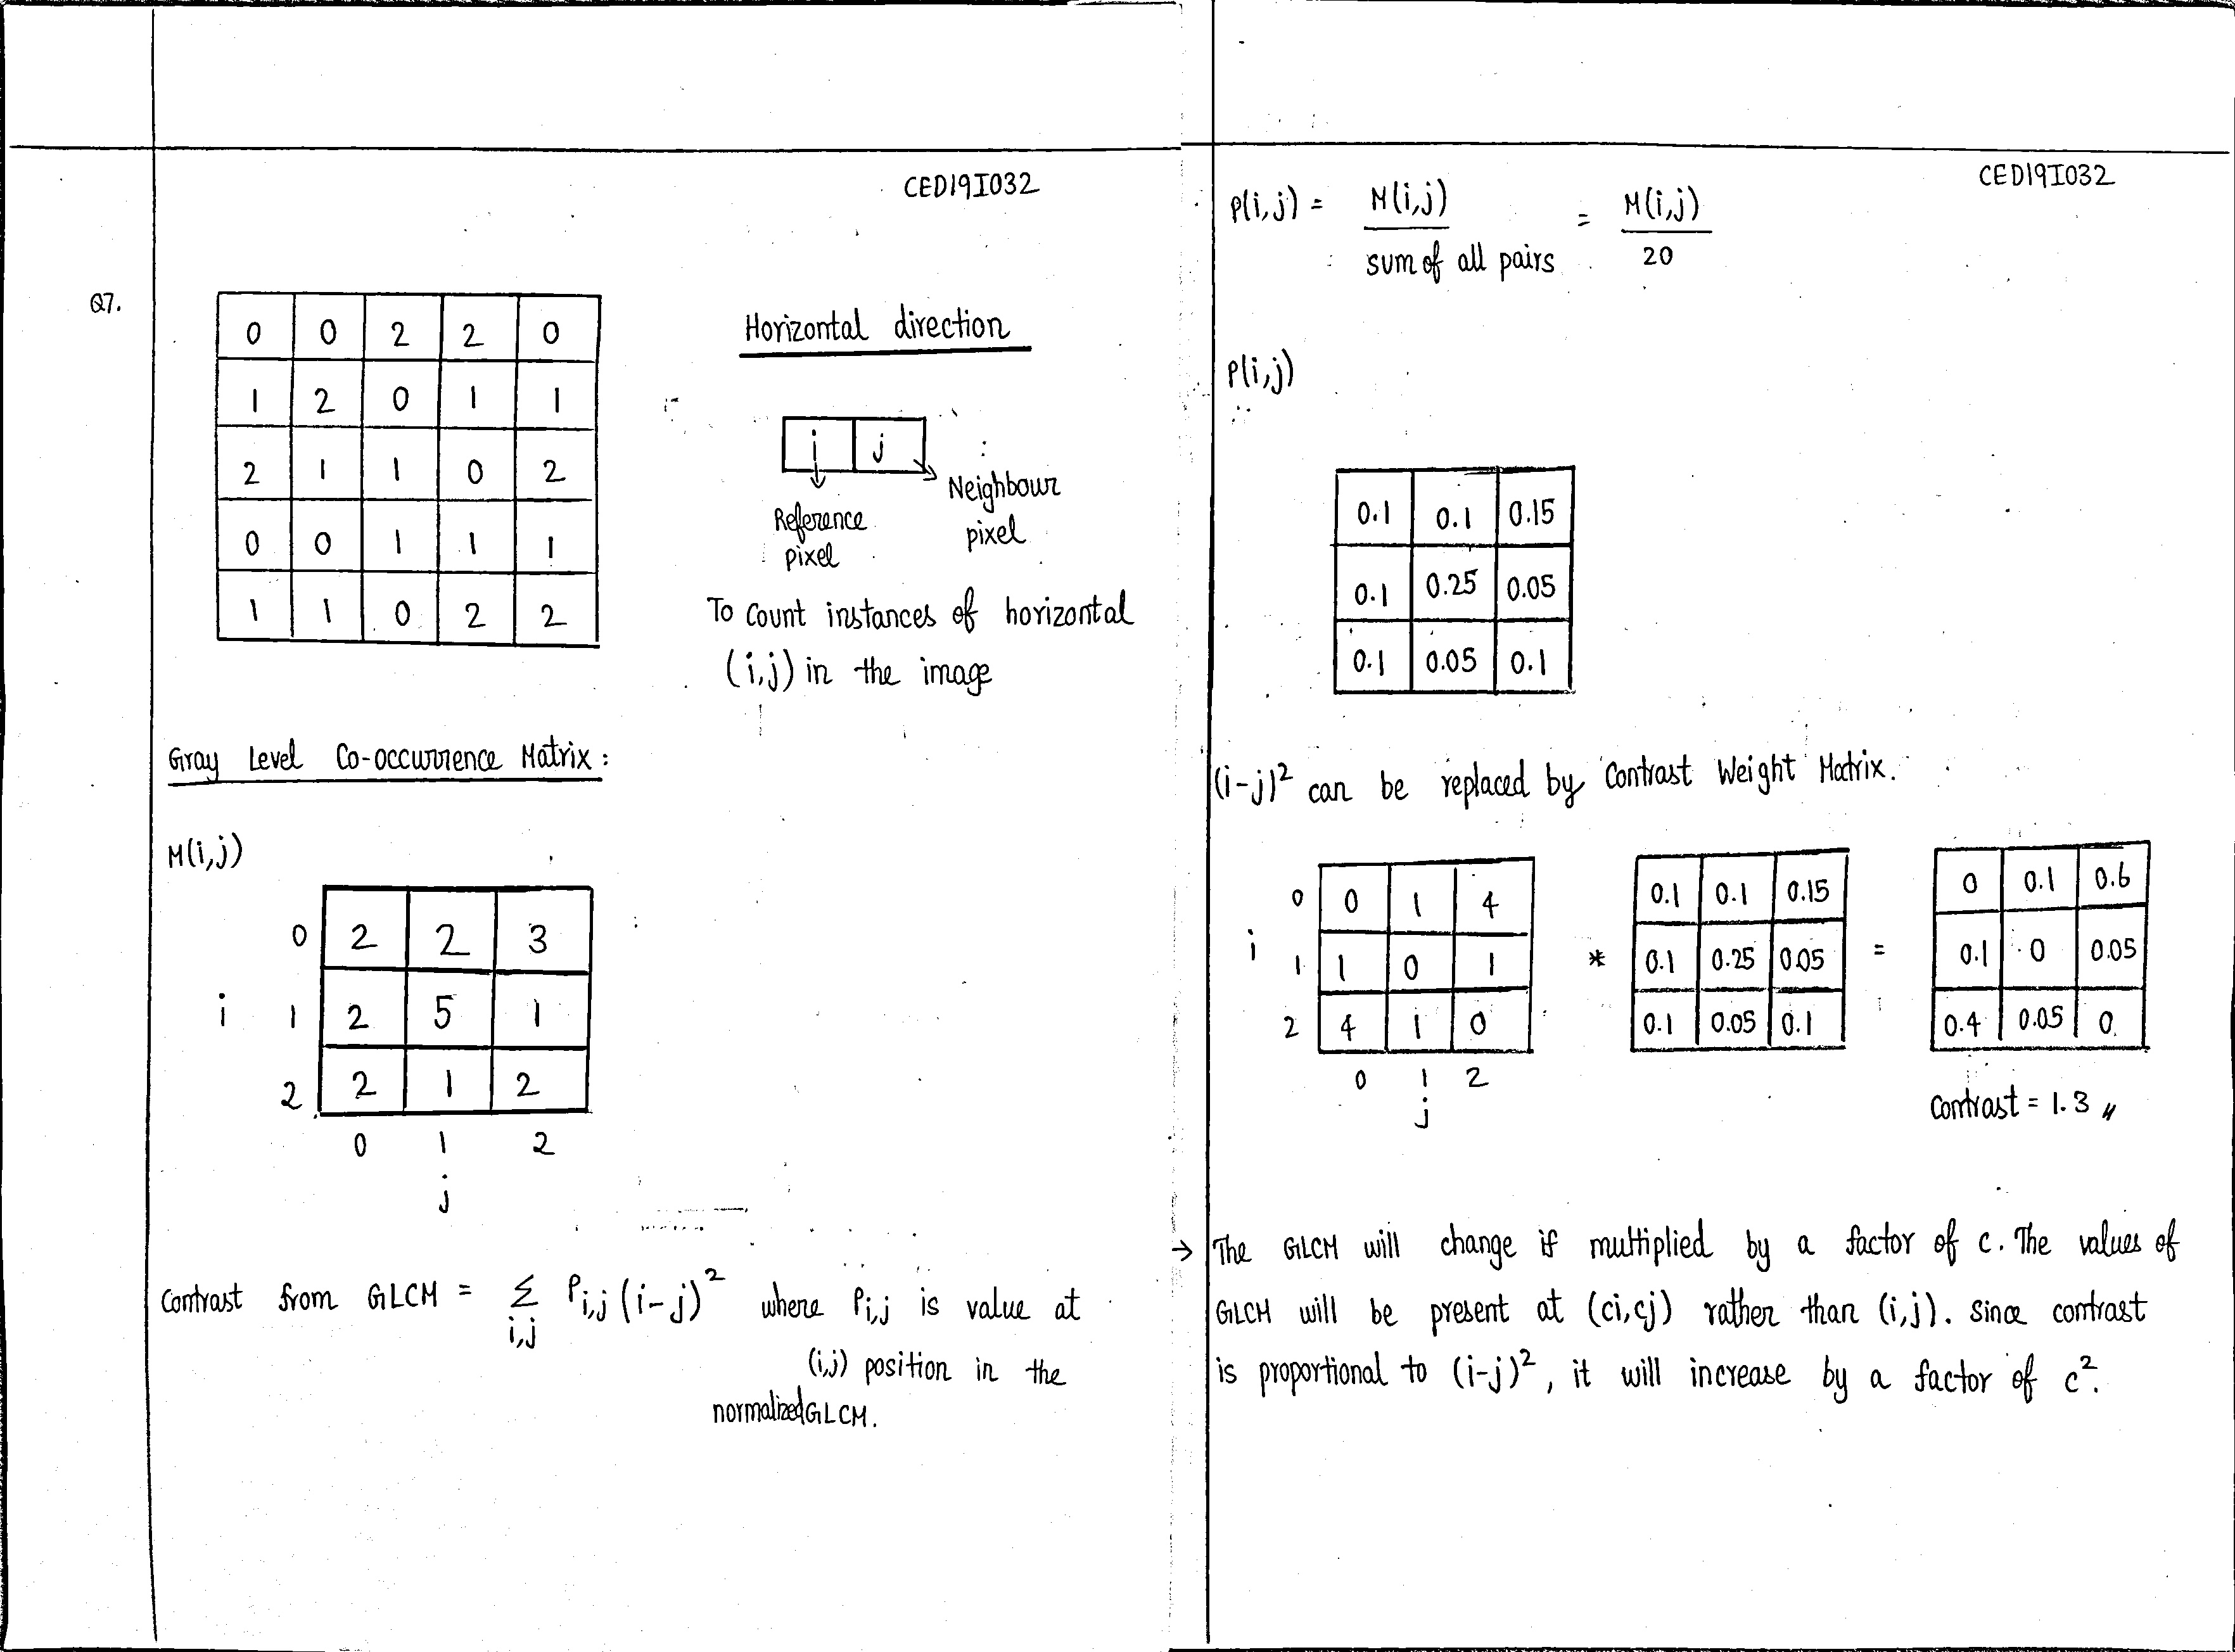 CED19I032
Q7.
0 0 2 2 0
1 2 0 1 1
2 1 1 0 2
0 0 1 1 1
1 1 0 2 2
Horizontal direction
i j
Reference pixel
Neighbour pixel
To count instances of horizontal
(i,j) in the image
Gray Level Co-occurrence Matrix:
M(i,j)
0 2 2 3
i 1 2 5 1
2 2 1 2
0 1 2
j
Contrast from GLCM = Σ i,j P i,j (i-j)² where P i,j is value at
(i,j) position in the
normalized GLCM.
CED19I032
P(i,j) = M(i,j) / sum of all pairs = M(i,j) / 20
P(i,j)
0.1 0.1 0.15
0.1 0.25 0.05
0.1 0.05 0.1
(i-j)² can be replaced by Contrast Weight Matrix.
0 0 1 4 0.1 0.1 0.15 0 0.1 0.6
i 1 1 0 1 * 0.1 0.25 0.05 = 0.1 0 0.05
2 4 1 0 0.1 0.05 0.1 0.4 0.05 0
0 1 2
j
Contrast = 1.3 〃
→ The GLCM will change if multiplied by a factor of c. The values of
GLCM will be present at (ci,cj) rather than (i,j). Since contrast
is proportional to (i-j)², it will increase by a factor of c².